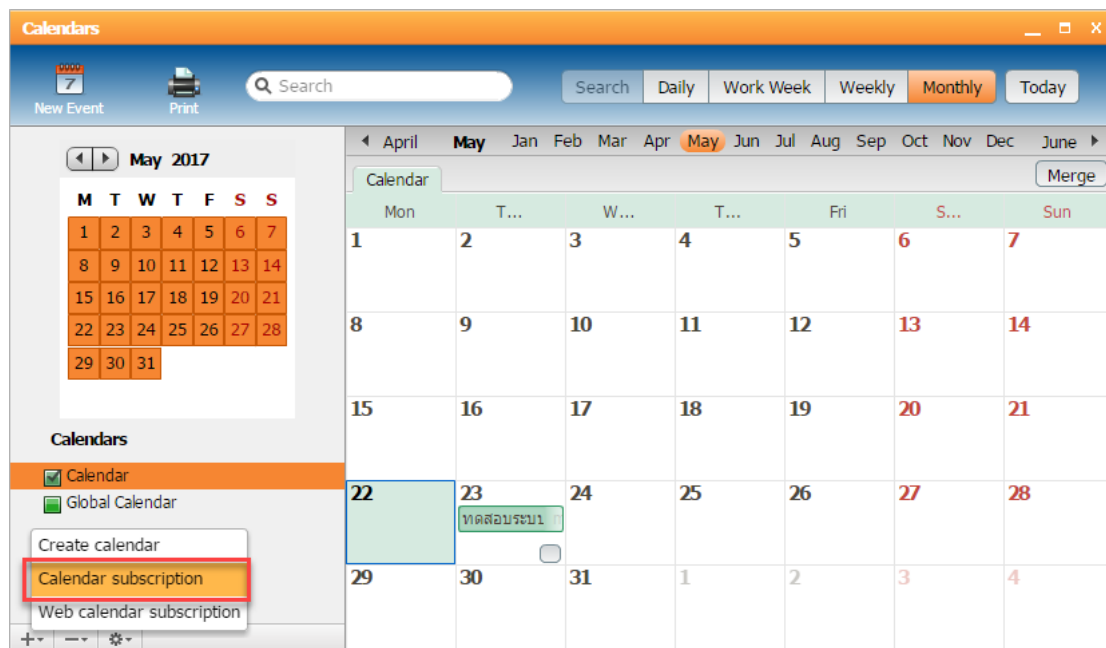 Calendars
7
New Event
Print
Search
Search Daily Work Week Weekly Monthly Today
April May Jan Feb Mar Apr May Jun Jul Aug Sep Oct Nov Dec June
May 2017
M T W T F S S
1 2 3 4 5 6 7
8 9 10 11 12 13 14
15 16 17 18 19 20 21
22 23 24 25 26 27 28
29 30 31
Calendars
Calendar
Global Calendar
Create calendar
Calendar subscription
Web calendar subscription
Calendar
Merge
Mon T... W... T... Fri S... Sun
1 2 3 4 5 6 7
8 9 10 11 12 13 14
15 16 17 18 19 20 21
22 23 24 25 26 27 28
ทดสอบระบบ
29 30 31 1 2 3 4